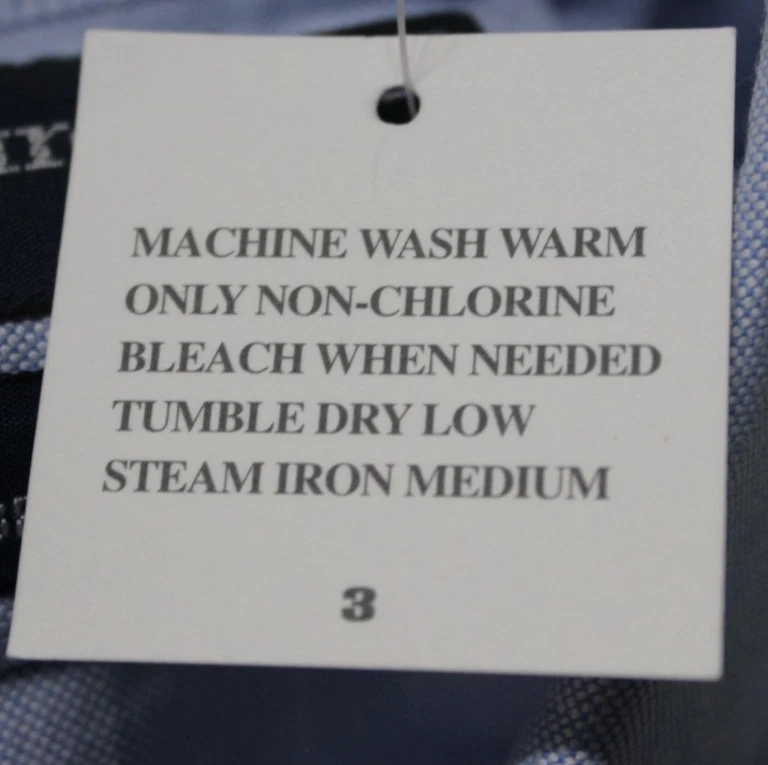 MACHINE WASH WARM
ONLY NON-CHLORINE
BLEACH WHEN NEEDED
TUMBLE DRY LOW
STEAM IRON MEDIUM
3